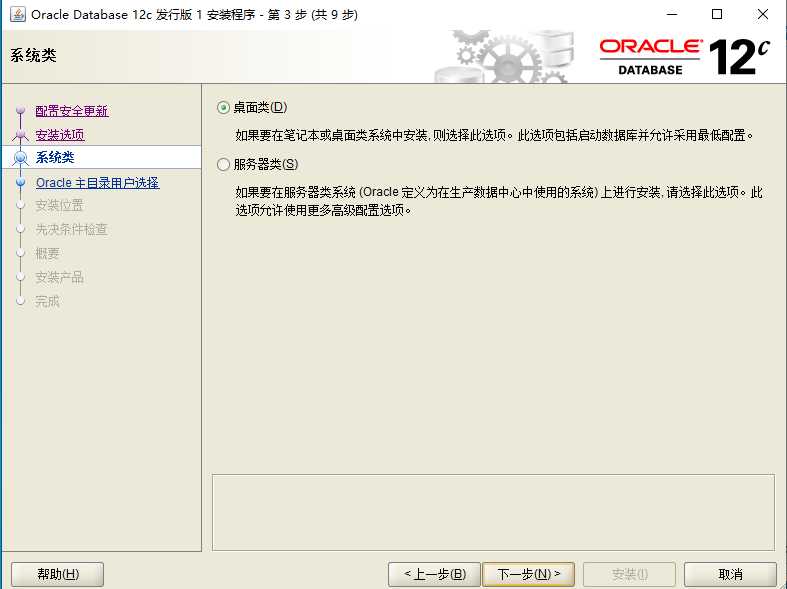 Oracle Database 12c 发行版 1 安装程序 - 第 3 步 (共 9 步)
系统类
ORACLE®
DATABASE
12c
配置安全更新
安装选项
系统类
Oracle 主目录用户选择
安装位置
先决条件检查
概要
安装产品
完成
桌面类(D)
如果要在笔记本或桌面类系统中安装,则选择此选项。此选项包括启动数据库并允许采用最低配置。
服务器类(S)
如果要在服务器类系统 (Oracle 定义为在生产数据中心中使用的系统) 上进行安装,请选择此选项。此
选项允许使用更多高级配置选项。
帮助(H)
< 上一步(B)
下一步(N) >
安装(I)
取消